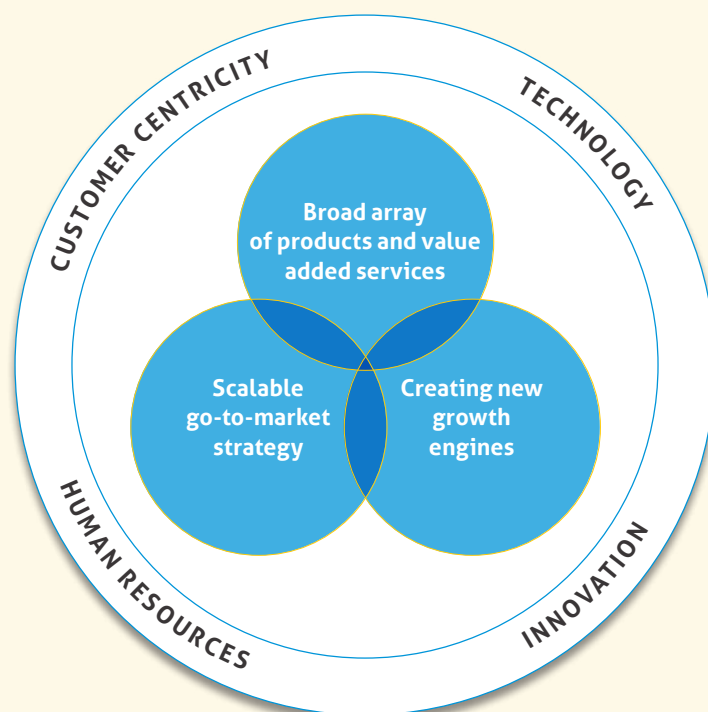 CUSTOMER CENTRICITY
TECHNOLOGY
Broad array
of products and value
added services
Scalable
go-to-market
strategy
Creating new
growth
engines
HUMAN RESOURCES
INNOVATION